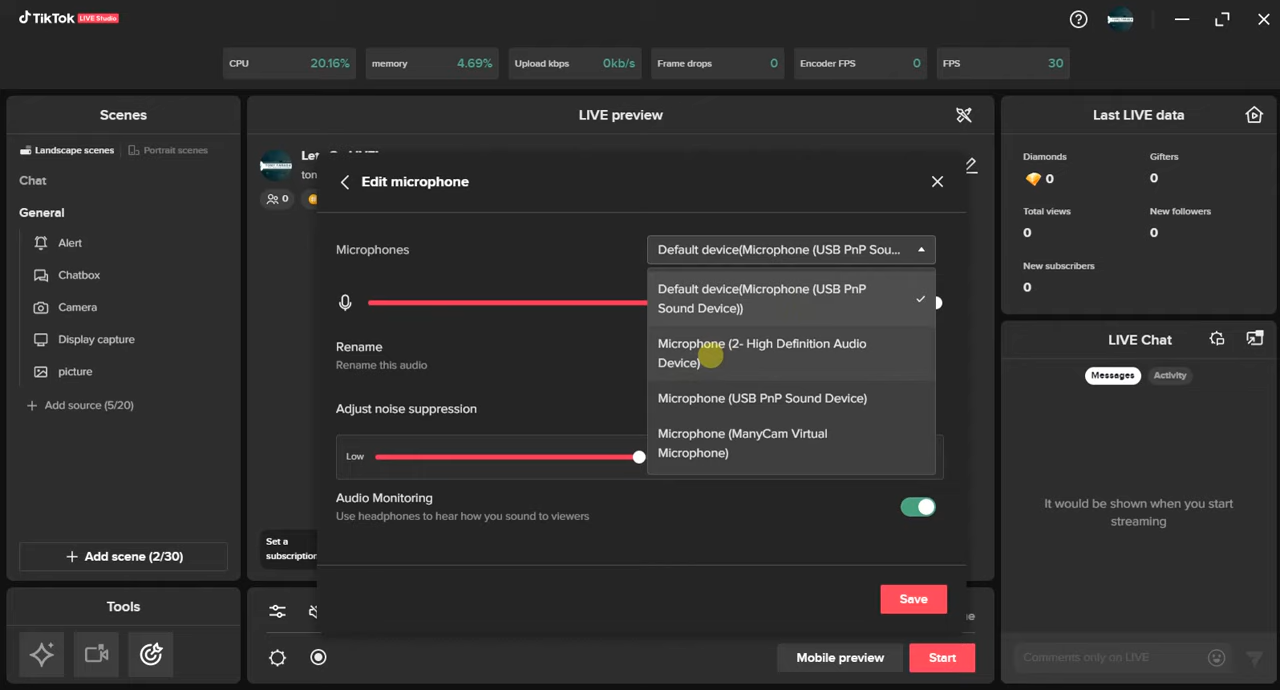 TikTok LIVE Studio
CPU 20.16% memory 4.69% Upload kbps 0kb/s Frame drops 0 Encoder FPS 0 FPS 30
Scenes
Landscape scenes Portrait scenes
Chat
General
Alert
Chatbox
Camera
Display capture
picture
Add source (5/20)
Add scene (2/30)
Tools
LIVE preview
0
Edit microphone
Microphones
Default device(Microphone (USB PnP Sou...
Default device(Microphone (USB PnP
Sound Device))
Microphone (2- High Definition Audio
Device)
Microphone (USB PnP Sound Device)
Microphone (ManyCam Virtual
Microphone)
Rename
Rename this audio
Adjust noise suppression
Low
Audio Monitoring
Use headphones to hear how you sound to viewers
Set a
subscription
Save
Mobile preview Start
Last LIVE data
Diamonds Gifters
0 0
Total views New followers
0 0
New subscribers
0
LIVE Chat
Messages Activity
It would be shown when you start
streaming
Comments only on LIVE